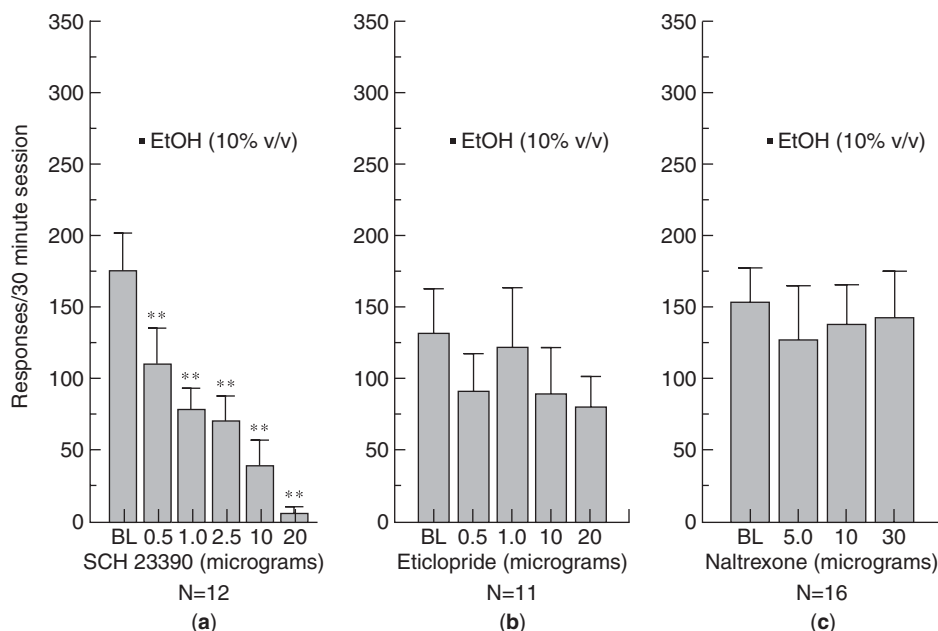 Responses/30 minute session
350
300
250
200
150
100
50
0
▪ EtOH (10% v/v)
**
**
**
**
**
BL 0.5 1.0 2.5 10 20
SCH 23390 (micrograms)
N=12
(a)
350
300
250
200
150
100
50
0
▪ EtOH (10% v/v)
BL 0.5 1.0 10 20
Eticlopride (micrograms)
N=11
(b)
350
300
250
200
150
100
50
0
▪ EtOH (10% v/v)
BL 5.0 10 30
Naltrexone (micrograms)
N=16
(c)